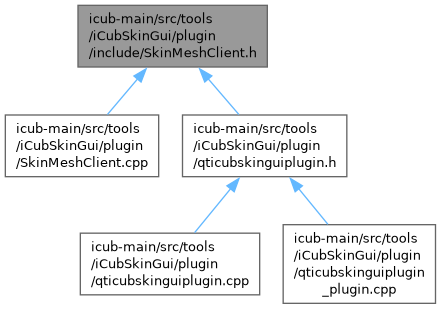 icub-main/src/tools
/iCubSkinGui/plugin
/include/SkinMeshClient.h
icub-main/src/tools
/iCubSkinGui/plugin
/SkinMeshClient.cpp
icub-main/src/tools
/iCubSkinGui/plugin
/qticubskinguiplugin.h
icub-main/src/tools
/iCubSkinGui/plugin
/qticubskinguiplugin.cpp
icub-main/src/tools
/iCubSkinGui/plugin
/qticubskinguiplugin
_plugin.cpp